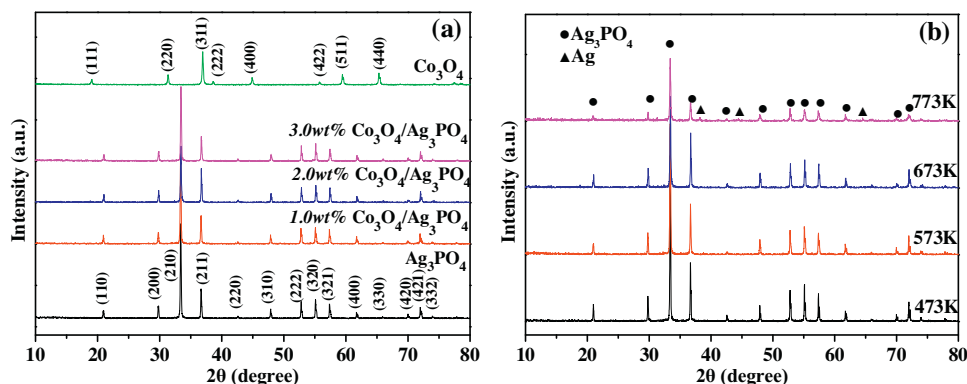 (a)
(111)
(220)
(311)
(222)
(400)
(422)
(511)
(440)
Co₃O₄
3.0wt% Co₃O₄/Ag₃PO₄
2.0wt% Co₃O₄/Ag₃PO₄
1.0wt% Co₃O₄/Ag₃PO₄
Ag₃PO₄
(110)
(200)
(210)
(211)
(220)
(310)
(222)
(320)
(321)
(400)
(330)
(420)
(421)
(332)
Intensity (a.u.)
10 20 30 40 50 60 70 80
2θ (degree)
(b)
Ag₃PO₄
Ag
773K
673K
573K
473K
Intensity (a.u.)
10 20 30 40 50 60 70 80
2θ (degree)